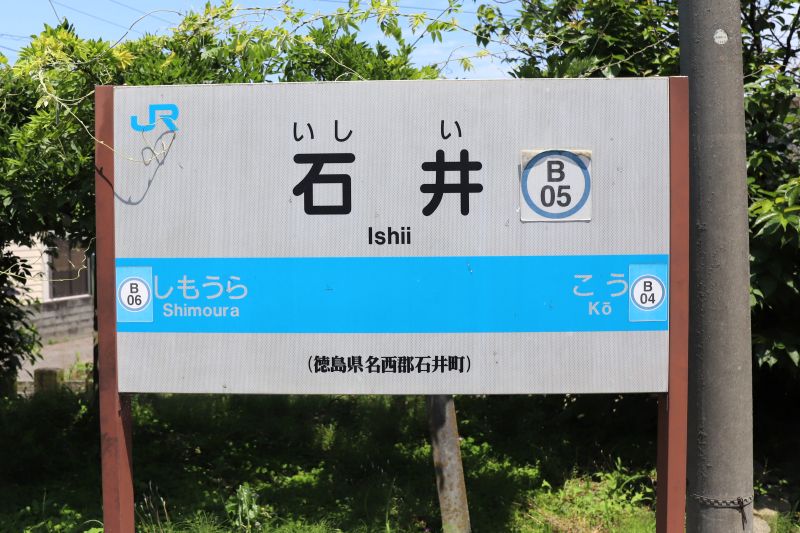 JR
いし い
石井
B
05
Ishii
B
06
しもうら
Shimoura
こう
Kō
B
04
(徳島県名西郡石井町)